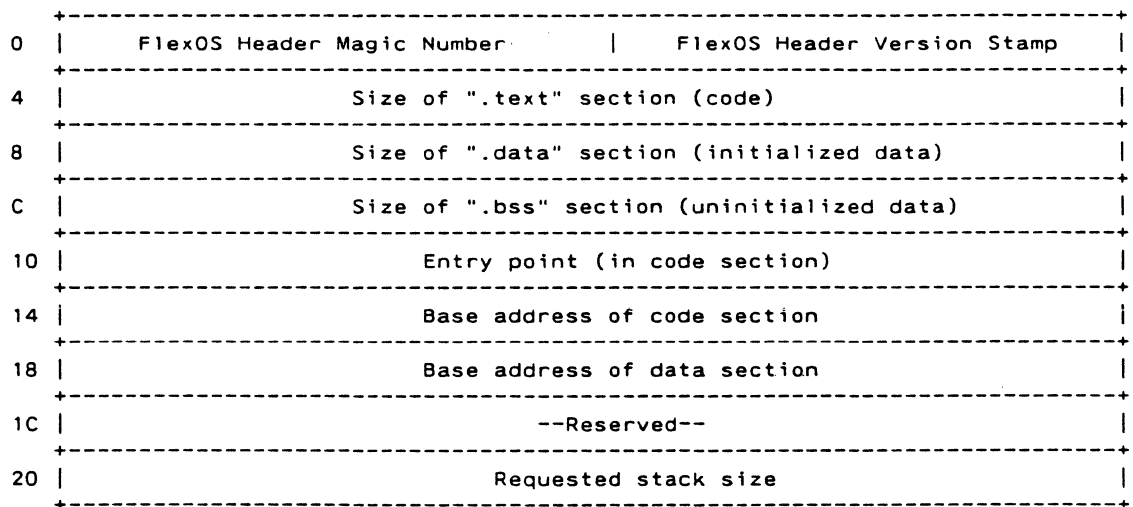 0 | FlexOS Header Magic Number | FlexOS Header Version Stamp |
4 | Size of ".text" section (code) |
8 | Size of ".data" section (initialized data) |
C | Size of ".bss" section (uninitialized data) |
10 | Entry point (in code section) |
14 | Base address of code section |
18 | Base address of data section |
1C | --Reserved-- |
20 | Requested stack size |